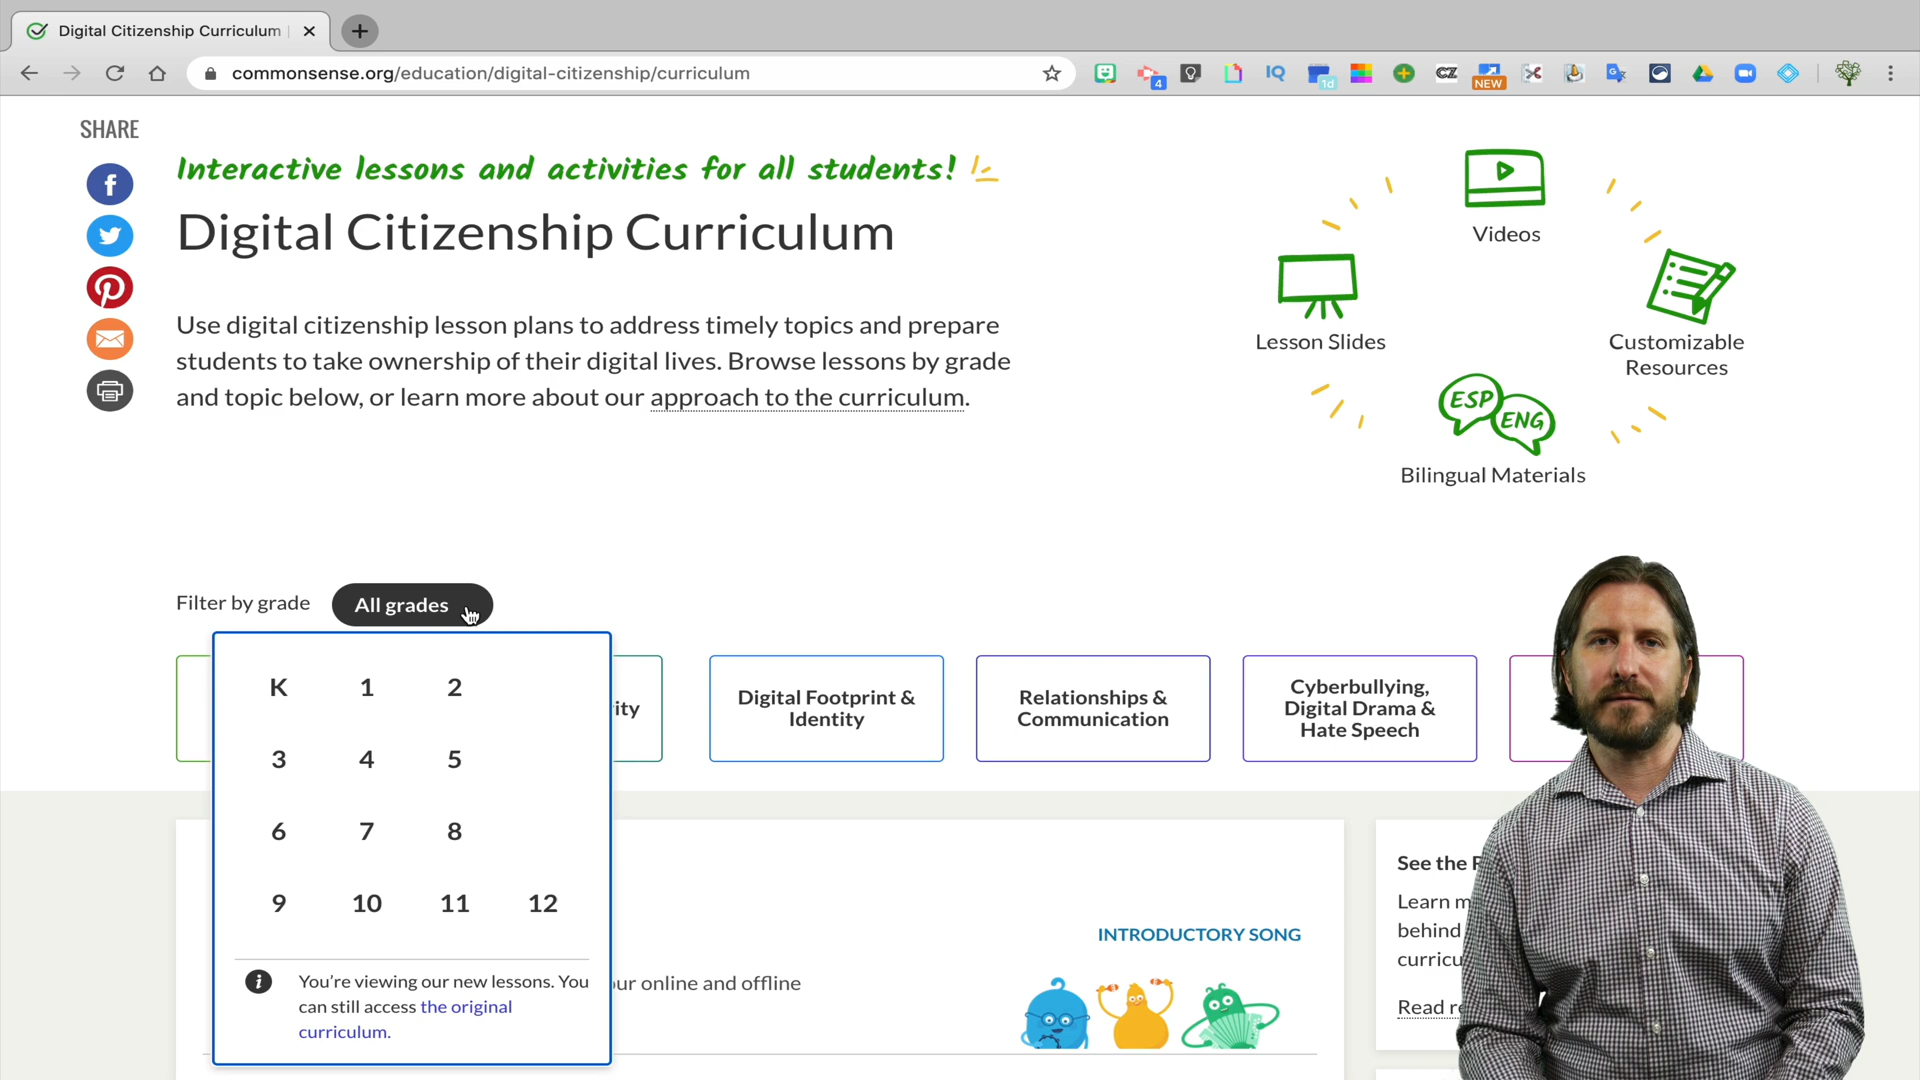 Digital Citizenship Curriculum
commonsense.org/education/digital-citizenship/curriculum
4
IQ
1d
CZ
NEW
SHARE
Interactive lessons and activities for all students!
Digital Citizenship Curriculum
Use digital citizenship lesson plans to address timely topics and prepare
students to take ownership of their digital lives. Browse lessons by grade
and topic below, or learn more about our approach to the curriculum.
Videos
Lesson Slides
Customizable
Resources
ESP
ENG
Bilingual Materials
Filter by grade
All grades
K 1 2
3 4 5
6 7 8
9 10 11 12
You're viewing our new lessons. You
can still access the original
curriculum.
ity
Digital Footprint &
Identity
Relationships &
Communication
Cyberbullying,
Digital Drama &
Hate Speech
INTRODUCTORY SONG
ur online and offline
See the
Learn m
behind
curricu
Read re